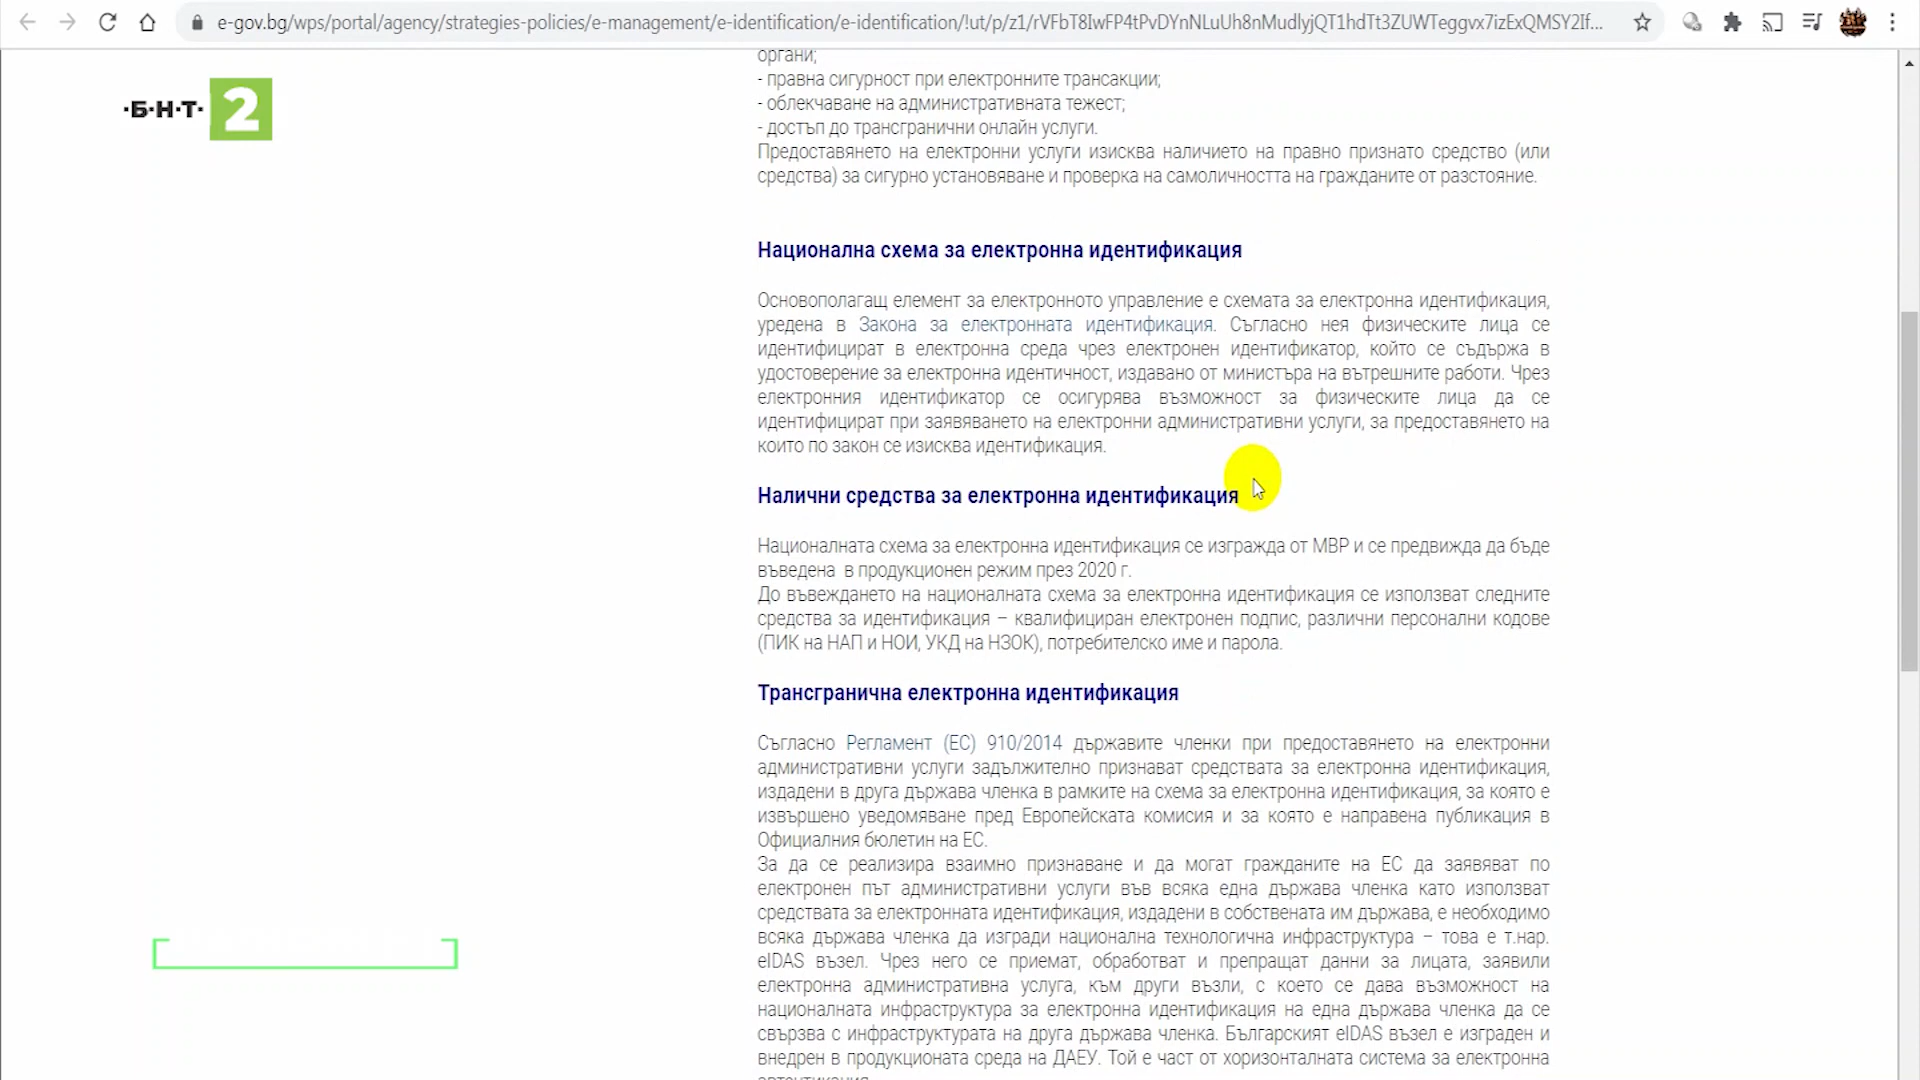 e-gov.bg/wps/portal/agency/strategies-policies/e-management/e-identification/e-identification/!ut/p/z1/rVFbT8IwFP4tPvDYnNLuUh8nMudlyjQT1hdTt3ZUWTeggvx7izExQMSY2If...
·Б·Н·Т· 2
органи;
- правна сигурност при електронните трансакции;
- облекчаване на административната тежест;
- достъп до трансгранични онлайн услуги.
Предоставянето на електронни услуги изисква наличието на правно признато средство (или
средства) за сигурно установяване и проверка на самоличността на гражданите от разстояние.
Национална схема за електронна идентификация
Основополагащ елемент за електронното управление е схемата за електронна идентификация,
уредена в Закона за електронната идентификация. Съгласно нея физическите лица се
идентифицират в електронна среда чрез електронен идентификатор, който се съдържа в
удостоверение за електронна идентичност, издавано от министъра на вътрешните работи. Чрез
електронния идентификатор се осигурява възможност за физическите лица да се
идентифицират при заявяването на електронни административни услуги, за предоставянето на
които по закон се изисква идентификация.
Налични средства за електронна идентификация
Националната схема за електронна идентификация се изгражда от МВР и се предвижда да бъде
въведена в продукционен режим през 2020 г.
До въвеждането на националната схема за електронна идентификация се използват следните
средства за идентификация – квалифициран електронен подпис, различни персонални кодове
(ПИК на НАП и НОИ, УКД на НЗОК), потребителско име и парола.
Трансгранична електронна идентификация
Съгласно Регламент (ЕС) 910/2014 държавите членки при предоставянето на електронни
административни услуги задължително признават средствата за електронна идентификация,
издадени в друга държава членка в рамките на схема за електронна идентификация, за която е
извършено уведомяване пред Европейската комисия и за която е направена публикация в
Официалния бюлетин на ЕС.
За да се реализира взаимно признаване и да могат гражданите на ЕС да заявяват по
електронен път административни услуги във всяка една държава членка като използват
средствата за електронната идентификация, издадени в собствената им държава, е необходимо
всяка държава членка да изгради национална технологична инфраструктура – това е т.нар.
eIDAS възел. Чрез него се приемат, обработват и препращат данни за лицата, заявили
електронна административна услуга, към други възли, с което се дава възможност на
националната инфраструктура за електронна идентификация на една държава членка да се
свързва с инфраструктурата на друга държава членка. Българският eIDAS възел е изграден и
внедрен в продукционата среда на ДАЕУ. Той е част от хоризонталната система за електронна